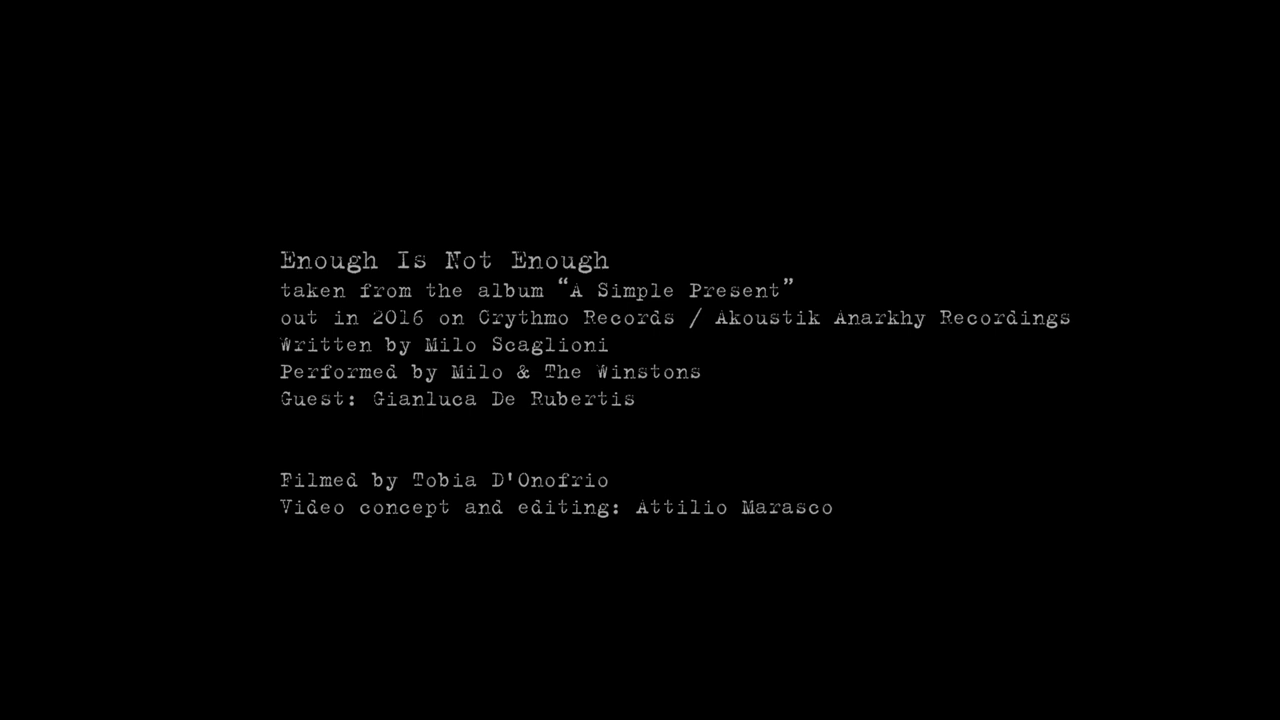 Enough Is Not Enough
taken from the album “A Simple Present”
out in 2016 on Crythmo Records / Akoustik Anarkhy Recordings
Written by Milo Scaglioni
Performed by Milo & The Winstons
Guest: Gianluca De Rubertis
Filmed by Tobia D'Onofrio
Video concept and editing: Attilio Marasco